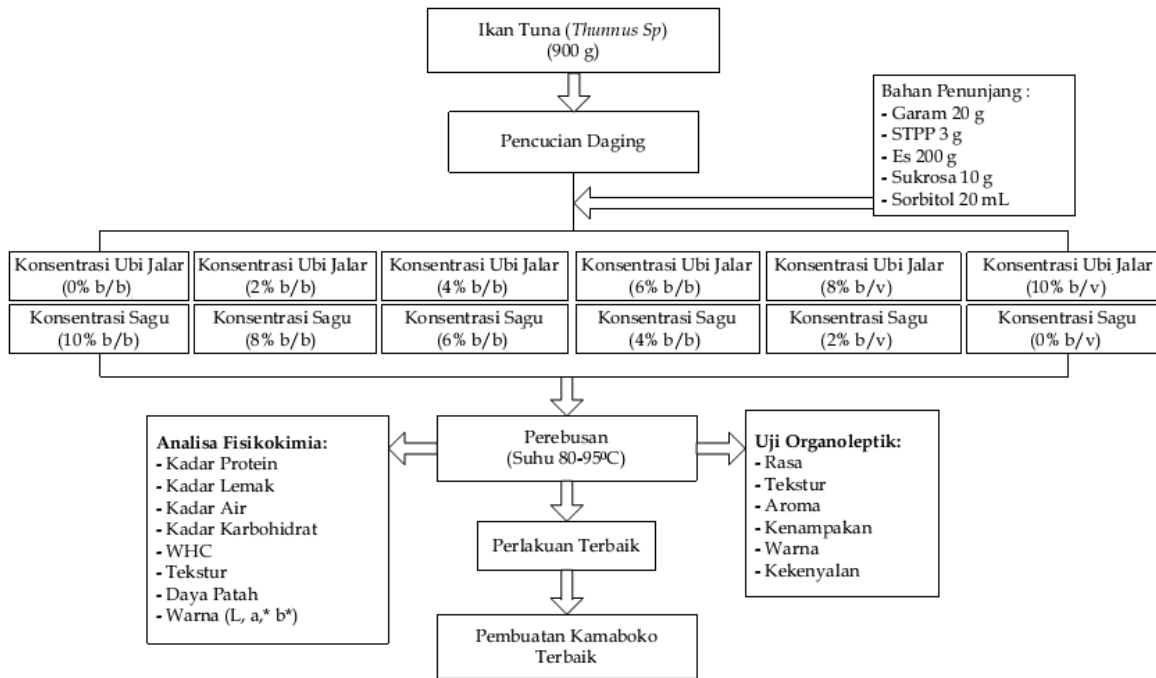 Ikan Tuna (Thunnus Sp)
(900 g)
Pencucian Daging
Bahan Penunjang :
- Garam 20 g
- STPP 3 g
- Es 200 g
- Sukrosa 10 g
- Sorbitol 20 mL
Konsentrasi Ubi Jalar
(0% b/b)
Konsentrasi Ubi Jalar
(2% b/b)
Konsentrasi Ubi Jalar
(4% b/b)
Konsentrasi Ubi Jalar
(6% b/b)
Konsentrasi Ubi Jalar
(8% b/v)
Konsentrasi Ubi Jalar
(10% b/v)
Konsentrasi Sagu
(10% b/b)
Konsentrasi Sagu
(8% b/b)
Konsentrasi Sagu
(6% b/b)
Konsentrasi Sagu
(4% b/b)
Konsentrasi Sagu
(2% b/v)
Konsentrasi Sagu
(0% b/v)
Analisa Fisikokimia:
- Kadar Protein
- Kadar Lemak
- Kadar Air
- Kadar Karbohidrat
- WHC
- Tekstur
- Daya Patah
- Warna (L, a,* b*)
Perebusan
(Suhu 80-95⁰C)
Uji Organoleptik:
- Rasa
- Tekstur
- Aroma
- Kenampakan
- Warna
- Kekenyalan
Perlakuan Terbaik
Pembuatan Kamaboko
Terbaik